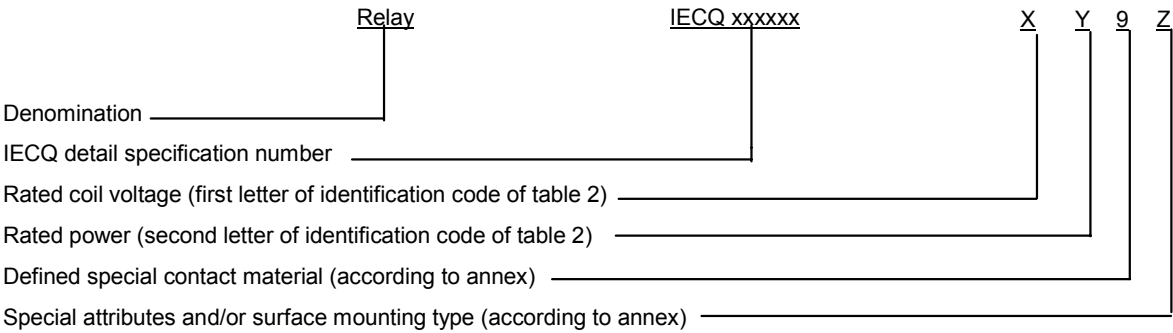 Relay IECQ xxxxxx X Y 9 Z
Denomination
IECQ detail specification number
Rated coil voltage (first letter of identification code of table 2)
Rated power (second letter of identification code of table 2)
Defined special contact material (according to annex)
Special attributes and/or surface mounting type (according to annex)